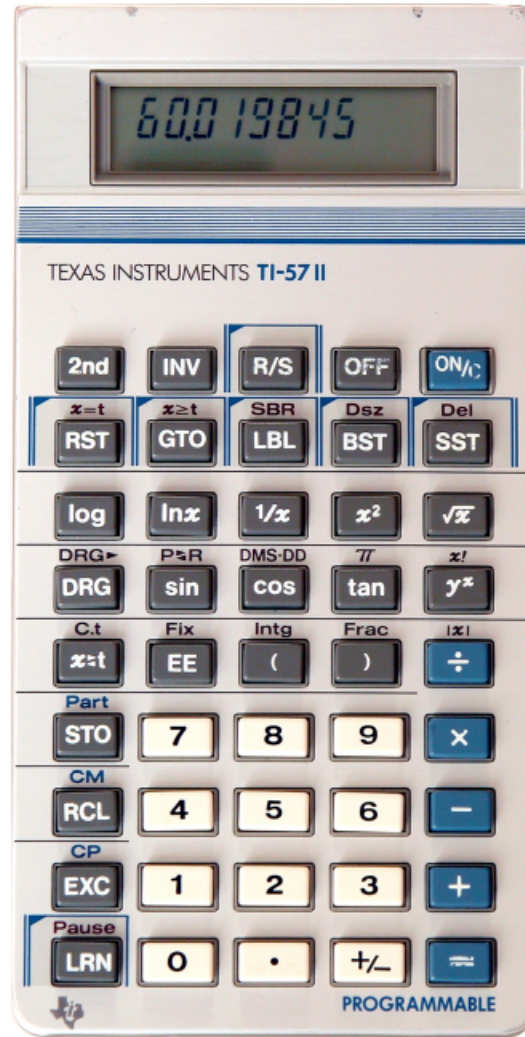 60.019845
TEXAS INSTRUMENTS TI-57 II
2nd INV R/S OFF ON/C
x=t x≥t SBR Dsz Del
RST GTO LBL BST SST
log lnx 1/x x² √x
DRG► P⇆R DMS-DD π x!
DRG sin cos tan yˣ
C.t Fix Intg Frac |x|
x⇆t EE ( ) ÷
Part
STO 7 8 9 ×
CM
RCL 4 5 6 −
CP
EXC 1 2 3 +
Pause
LRN 0 • +/− =
PROGRAMMABLE